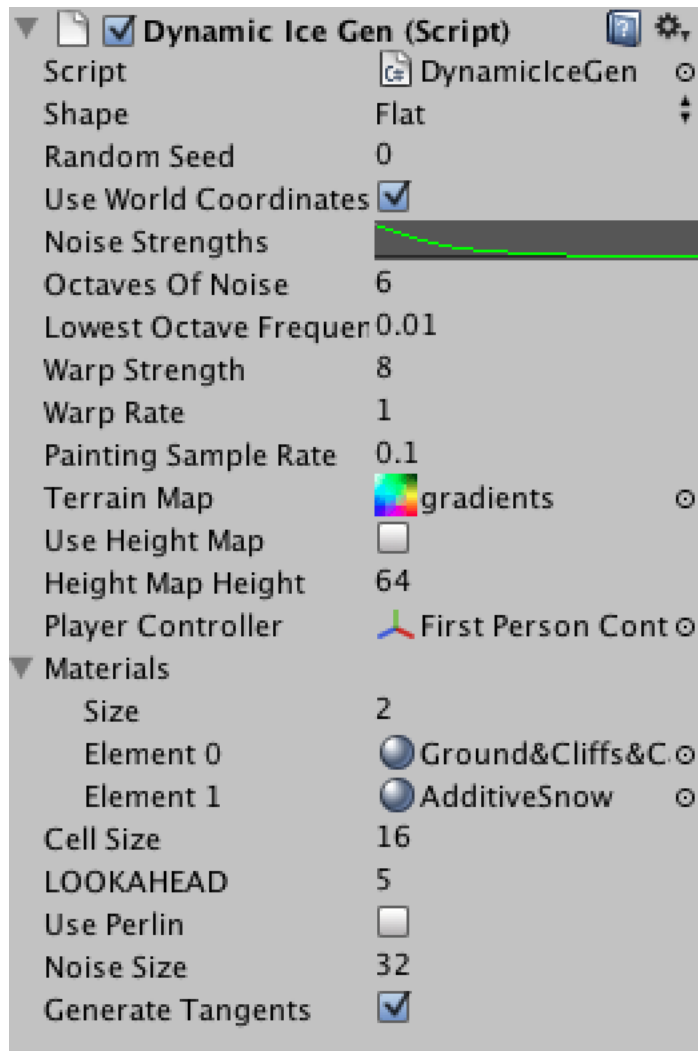 Dynamic Ice Gen (Script)
Script DynamicIceGen
Shape Flat
Random Seed 0
Use World Coordinates
Noise Strengths
Octaves Of Noise 6
Lowest Octave Frequen 0.01
Warp Strength 8
Warp Rate 1
Painting Sample Rate 0.1
Terrain Map gradients
Use Height Map
Height Map Height 64
Player Controller First Person Cont
Materials
Size 2
Element 0 Ground&Cliffs&C
Element 1 AdditiveSnow
Cell Size 16
LOOKAHEAD 5
Use Perlin
Noise Size 32
Generate Tangents